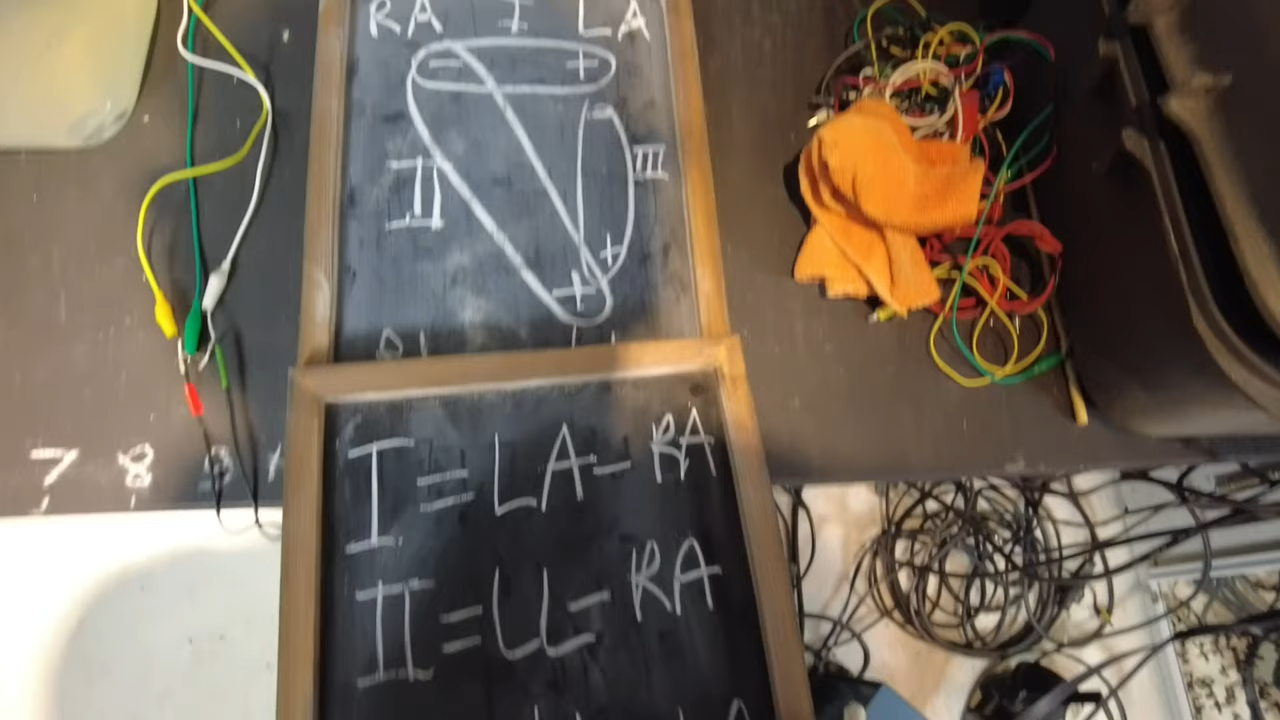 RA I LA
- +
II III
+
+
7 8
I = LA - RA
II = LL - RA